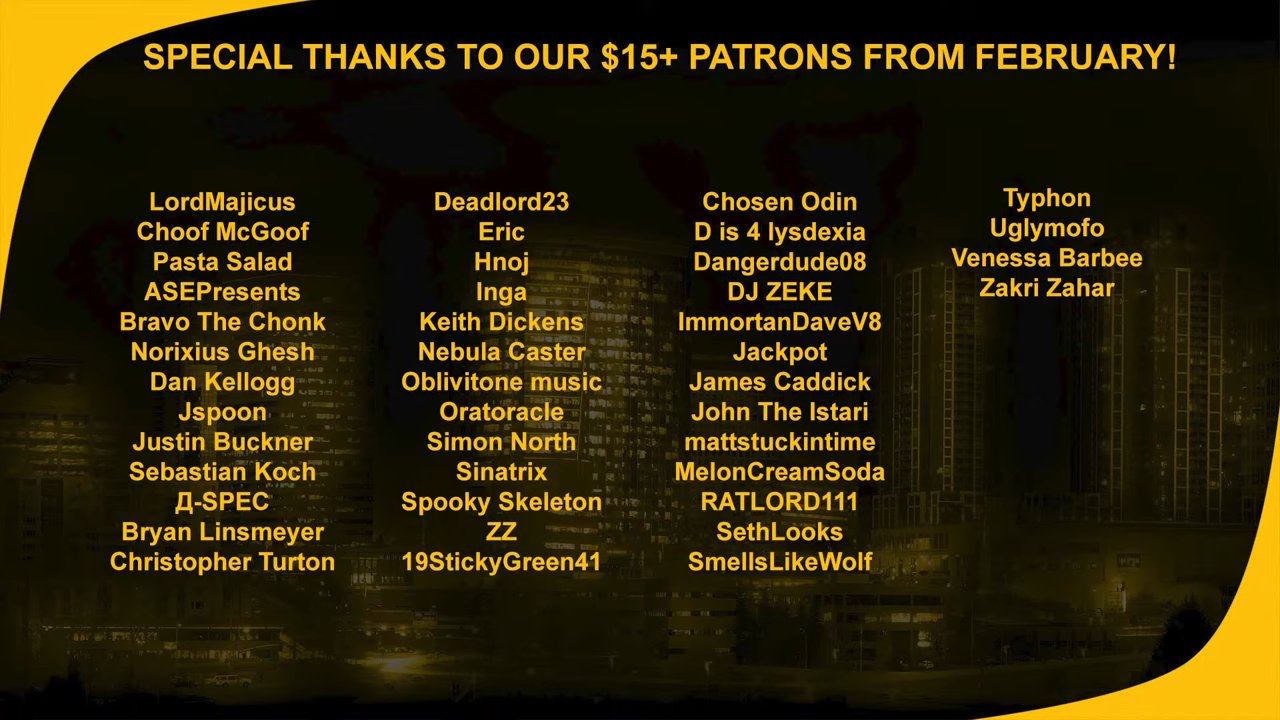 SPECIAL THANKS TO OUR $15+ PATRONS FROM FEBRUARY!
LordMajicus
Choof McGoof
Pasta Salad
ASEPresents
Bravo The Chonk
Norixius Ghesh
Dan Kellogg
Jspoon
Justin Buckner
Sebastian Koch
Д-SPEC
Bryan Linsmeyer
Christopher Turton
Deadlord23
Eric
Hnoj
Inga
Keith Dickens
Nebula Caster
Oblivitone music
Oratoracle
Simon North
Sinatrix
Spooky Skeleton
ZZ
19StickyGreen41
Chosen Odin
D is 4 lysdexia
Dangerdude08
DJ ZEKE
ImmortanDaveV8
Jackpot
James Caddick
John The Istari
mattstuckintime
MelonCreamSoda
RATLORD111
SethLooks
SmellsLikeWolf
Typhon
Uglymofo
Venessa Barbee
Zakri Zahar